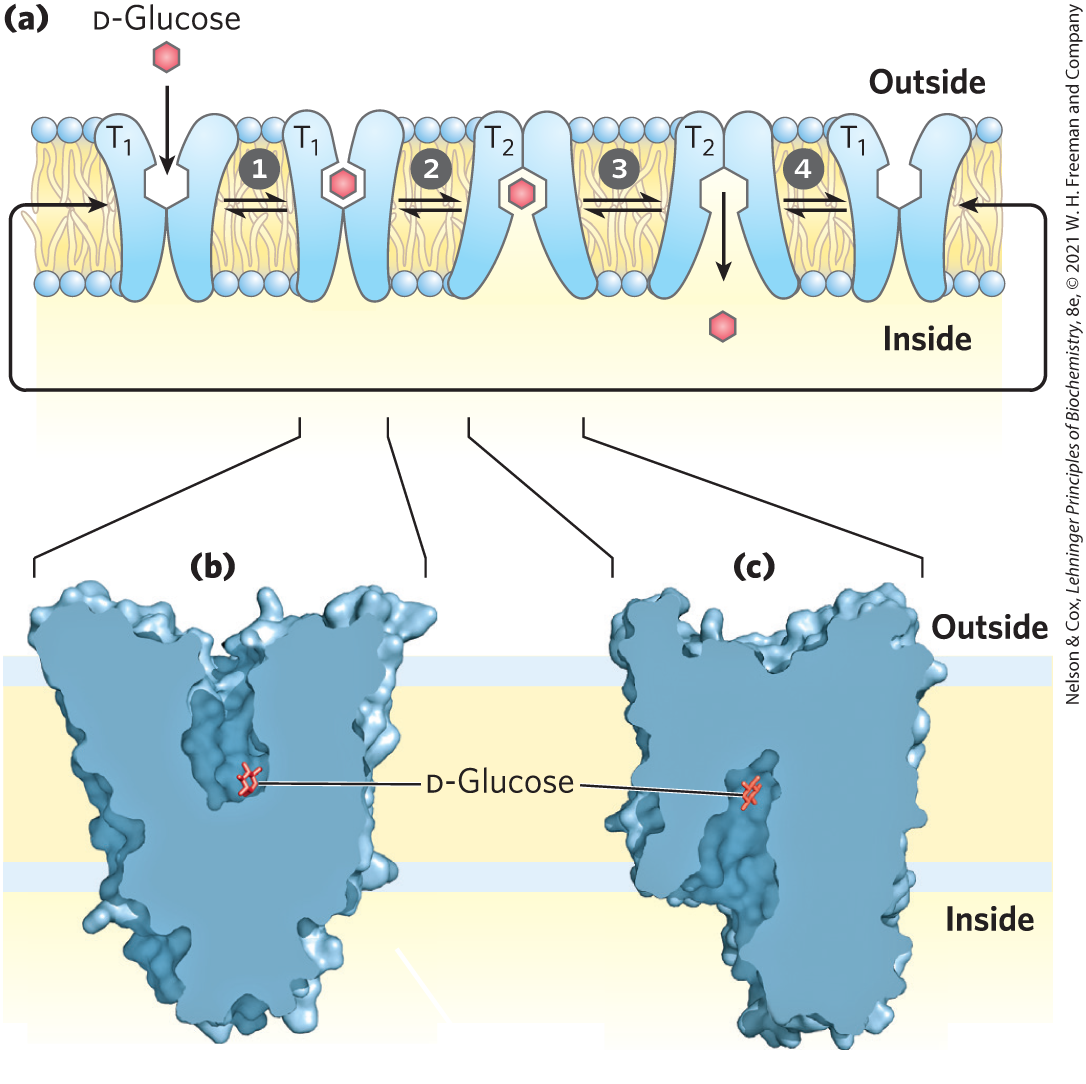 (a) D-Glucose
Outside
T1 T1 T2 T2 T1
1 2 3 4
Inside
(b) (c)
Outside
D-Glucose
Inside
Nelson & Cox, Lehninger Principles of Biochemistry, 8e, © 2021 W. H. Freeman and Company